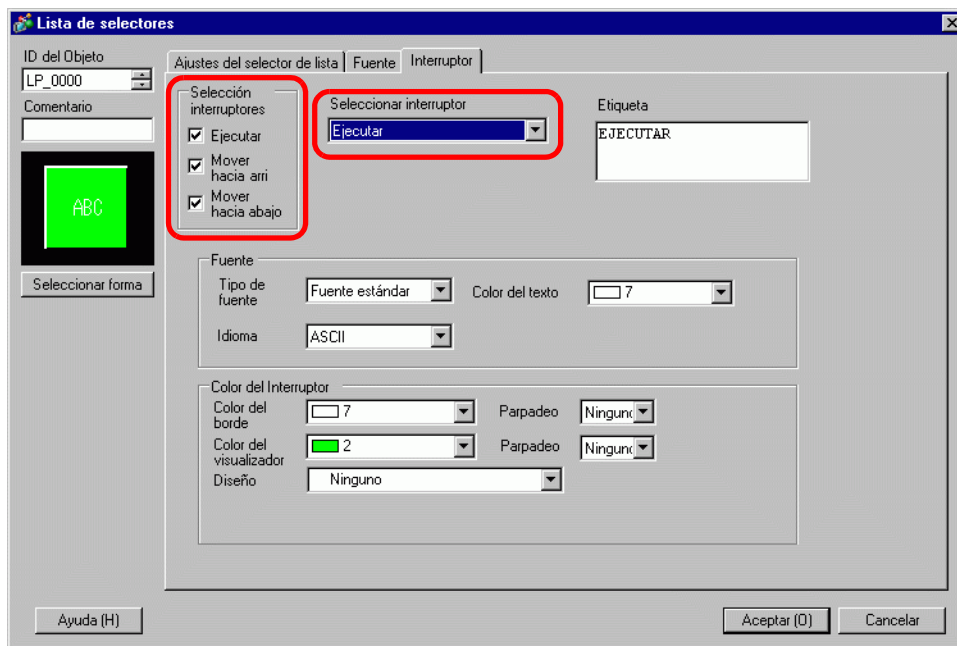 Lista de selectores
ID del Objeto
LP_0000
Comentario
ABC
Seleccionar forma
Ajustes del selector de lista
Fuente
Interruptor
Selección
interruptores
Ejecutar
Mover
hacia arri
Mover
hacia abajo
Seleccionar interruptor
Ejecutar
Etiqueta
EJECUTAR
Fuente
Tipo de
fuente
Fuente estándar
Color del texto
7
Idioma
ASCII
Color del Interruptor
Color del
borde
7
Parpadeo
Ninguno
Color del
visualizador
2
Parpadeo
Ninguno
Diseño
Ninguno
Ayuda (H)
Aceptar (O)
Cancelar